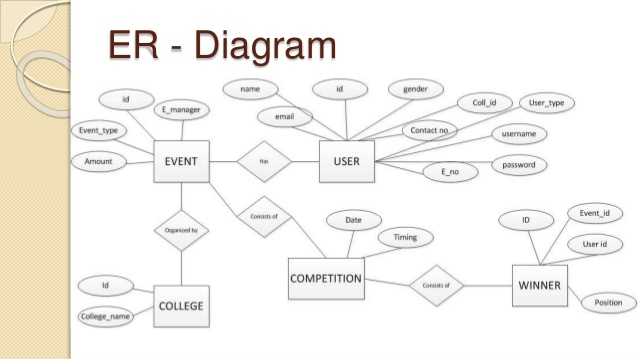 ER - Diagram
name
id
gender
id
E_manager
Coll_id
User_type
email
Event_type
Contact no
username
Amount
EVENT
Has
USER
password
E_no
Organized by
Consists of
Date
ID
Event_id
Timing
User id
Id
COMPETITION
Consists of
WINNER
College_name
COLLEGE
Position